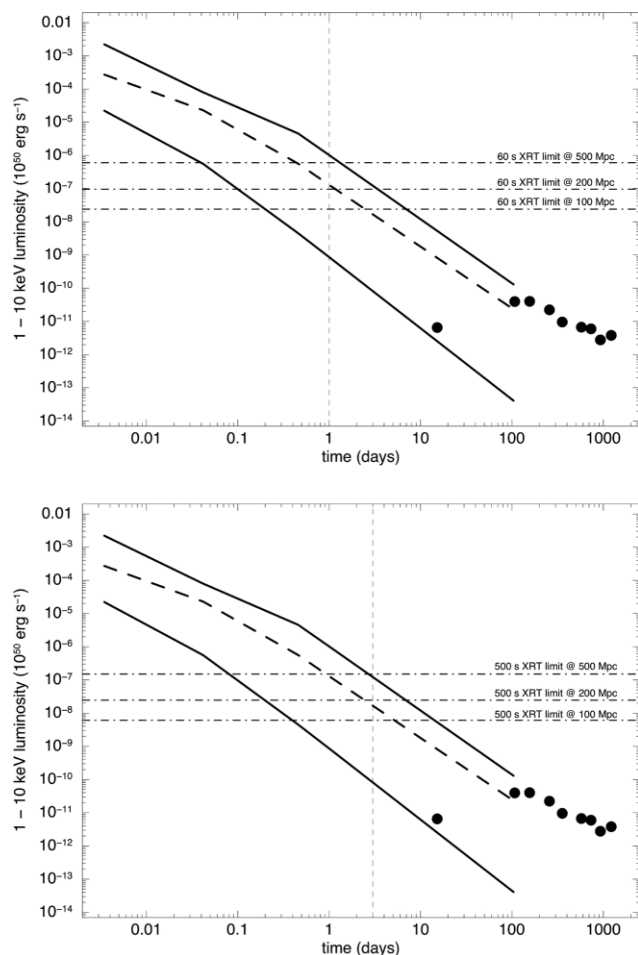 0.01
10⁻³
10⁻⁴
10⁻⁵
10⁻⁶
10⁻⁷
10⁻⁸
10⁻⁹
10⁻¹⁰
10⁻¹¹
10⁻¹²
10⁻¹³
10⁻¹⁴
1 – 10 keV luminosity (10⁵⁰ erg s⁻¹)
60 s XRT limit @ 500 Mpc
60 s XRT limit @ 200 Mpc
60 s XRT limit @ 100 Mpc
0.01 0.1 1 10 100 1000
time (days)
0.01
10⁻³
10⁻⁴
10⁻⁵
10⁻⁶
10⁻⁷
10⁻⁸
10⁻⁹
10⁻¹⁰
10⁻¹¹
10⁻¹²
10⁻¹³
10⁻¹⁴
1 – 10 keV luminosity (10⁵⁰ erg s⁻¹)
500 s XRT limit @ 500 Mpc
500 s XRT limit @ 200 Mpc
500 s XRT limit @ 100 Mpc
0.01 0.1 1 10 100 1000
time (days)